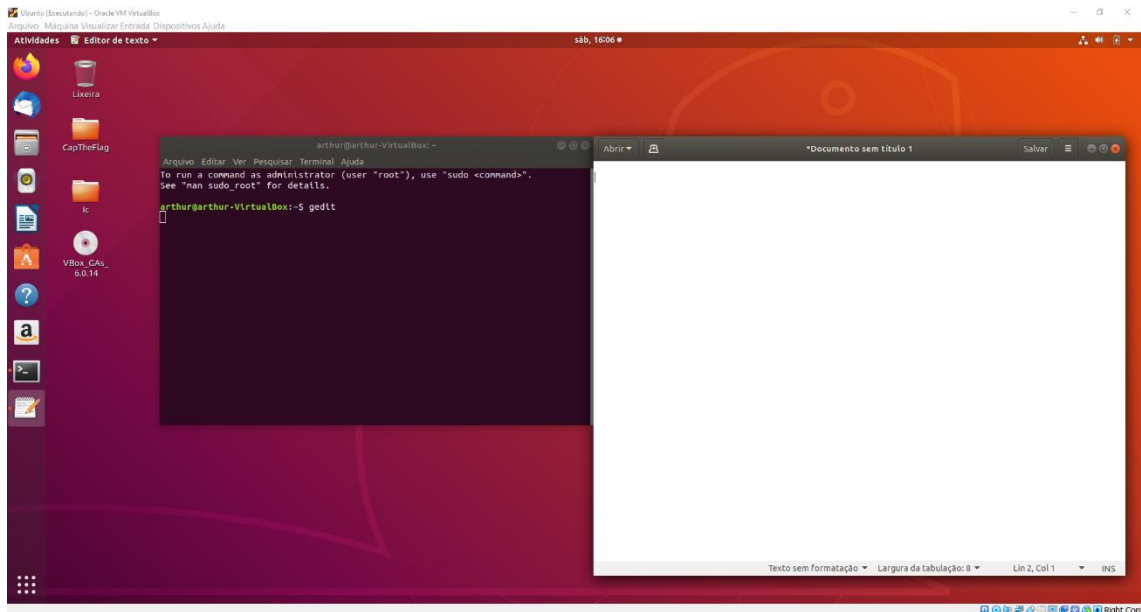 Ubunto [Executando] - Oracle VM VirtualBox
Arquivo Máquina Visualizar Entrada Dispositivos Ajuda
Atividades Editor de texto sáb, 16:06
Lixeira
CapTheFlag
Ic
VBox_GAs_
6.0.14
arthur@arthur-VirtualBox: ~
Arquivo Editar Ver Pesquisar Terminal Ajuda
To run a command as administrator (user "root"), use "sudo <command>".
See "man sudo_root" for details.
arthur@arthur-VirtualBox:~$ gedit
Abrir *Documento sem título 1 Salvar
Texto sem formatação Largura da tabulação: 8 Lin 2, Col 1 INS
Right Con